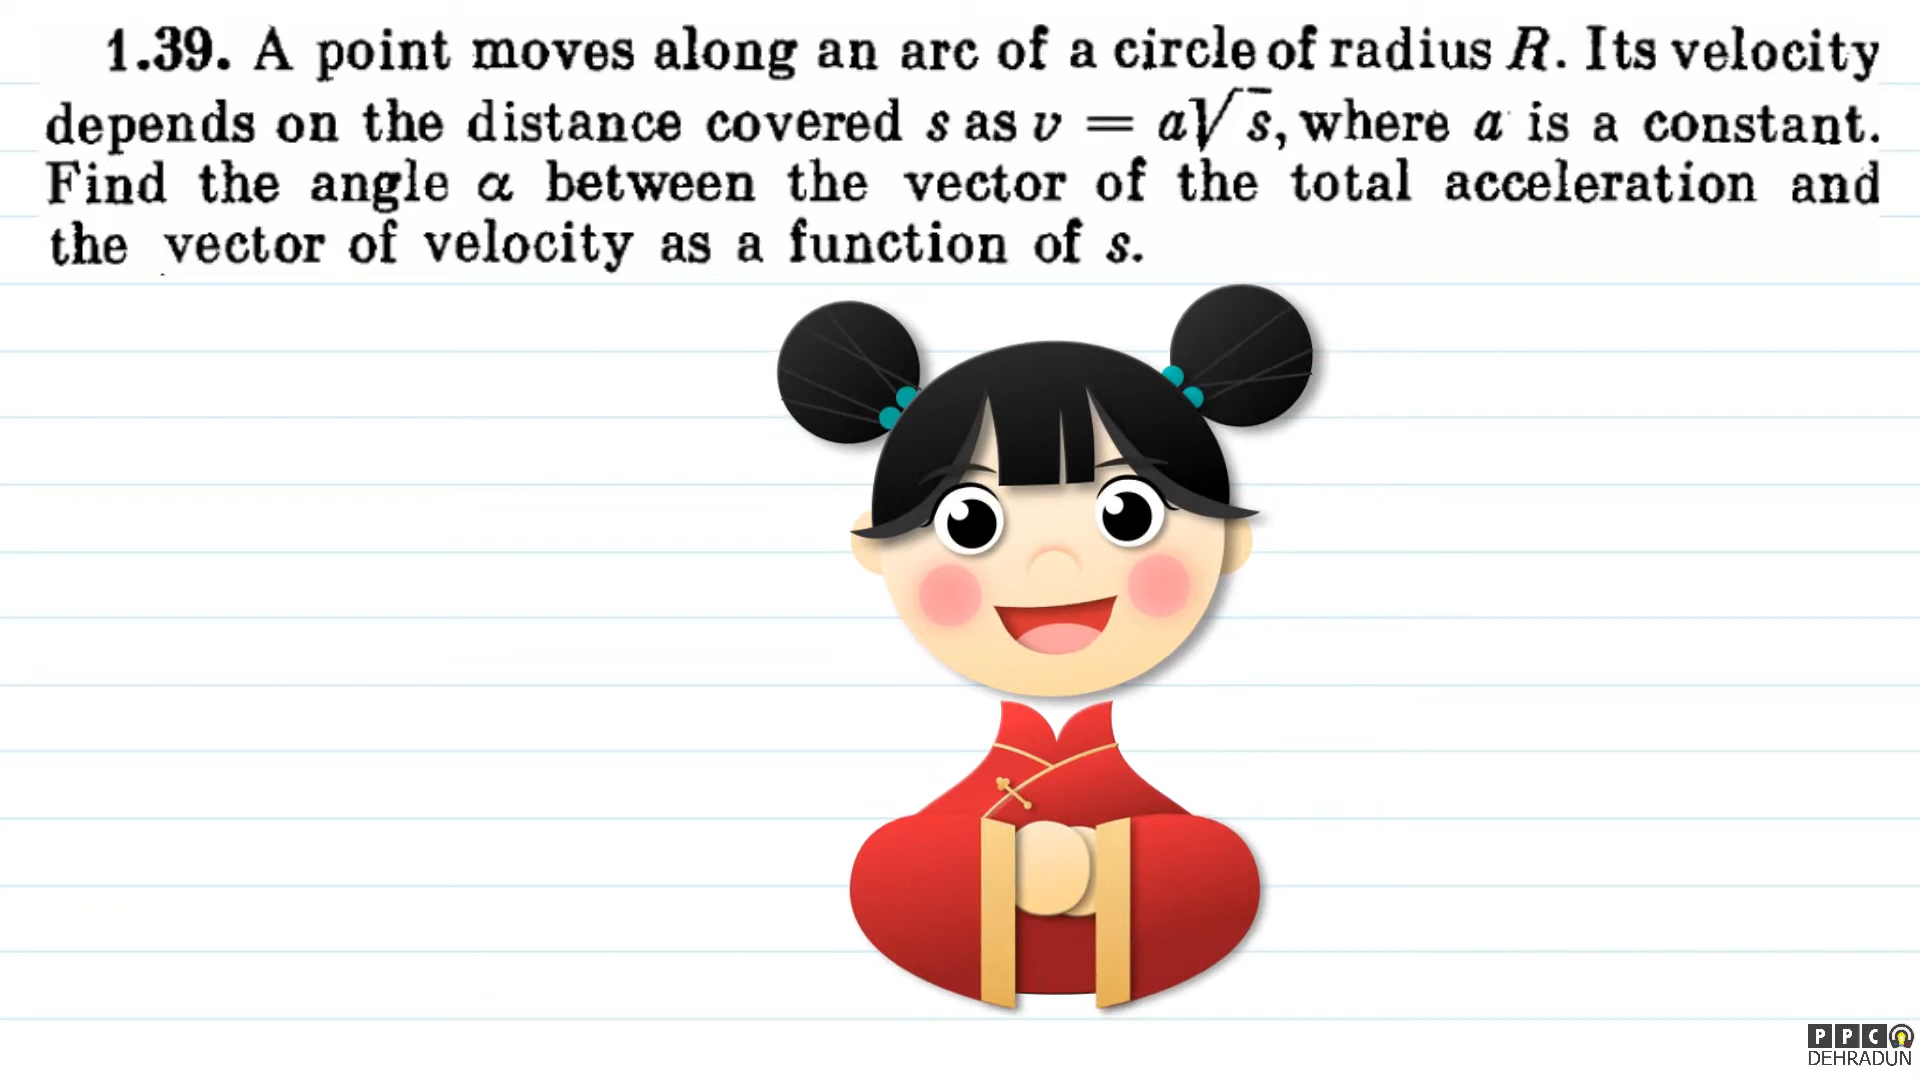 1.39. A point moves along an arc of a circle of radius R. Its velocity
depends on the distance covered s as v = a√s, where a is a constant.
Find the angle α between the vector of the total acceleration and
the vector of velocity as a function of s.
PPC
DEHRADUN